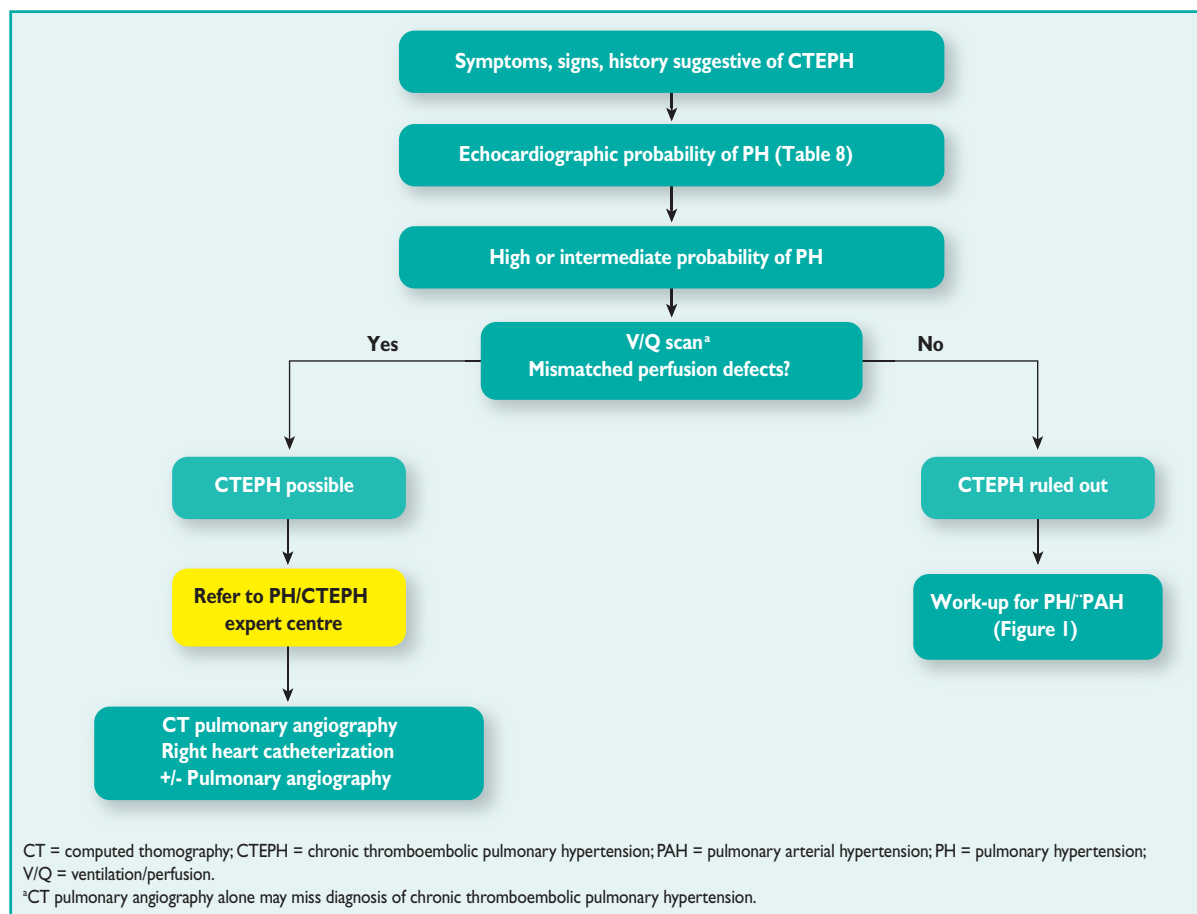 Symptoms, signs, history suggestive of CTEPH
Echocardiographic probability of PH (Table 8)
High or intermediate probability of PH
V/Q scanᵃ
Mismatched perfusion defects?
Yes
No
CTEPH possible
CTEPH ruled out
Refer to PH/CTEPH
expert centre
Work-up for PH/¨PAH
(Figure 1)
CT pulmonary angiography
Right heart catheterization
+/- Pulmonary angiography
CT = computed thomography; CTEPH = chronic thromboembolic pulmonary hypertension; PAH = pulmonary arterial hypertension; PH = pulmonary hypertension;
V/Q = ventilation/perfusion.
ᵃCT pulmonary angiography alone may miss diagnosis of chronic thromboembolic pulmonary hypertension.